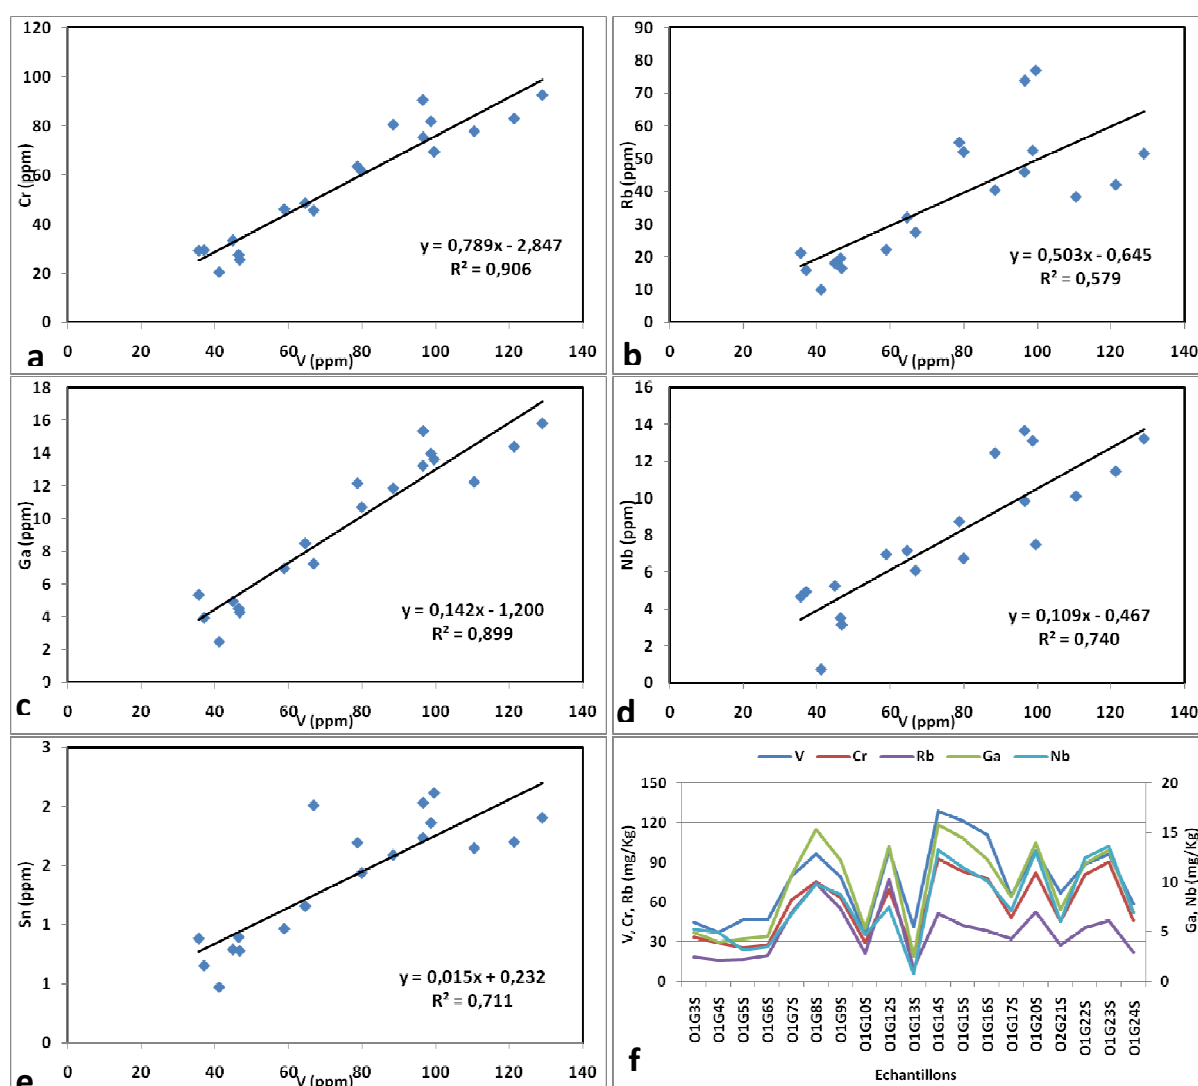 120
100
80
60
40
20
0
Cr (ppm)
y = 0,789x - 2,847
R² = 0,906
0 20 40 60 80 100 120 140
V (ppm)
a
90
80
70
60
50
40
30
20
10
0
Rb (ppm)
y = 0,503x - 0,645
R² = 0,579
0 20 40 60 80 100 120 140
V (ppm)
b
18
16
14
12
10
8
6
4
2
0
Ga (ppm)
y = 0,142x - 1,200
R² = 0,899
0 20 40 60 80 100 120 140
V (ppm)
c
16
14
12
10
8
6
4
2
0
Nb (ppm)
y = 0,109x - 0,467
R² = 0,740
0 20 40 60 80 100 120 140
V (ppm)
d
3
2
2
1
1
0
Sn (ppm)
y = 0,015x + 0,232
R² = 0,711
0 20 40 60 80 100 120 140
V (ppm)
e
V Cr Rb Ga Nb
150
120
90
60
30
0
V, Cr, Rb (mg/Kg)
20
15
10
5
0
Ga, Nb (mg/Kg)
O1G3S
O1G4S
O1G5S
O1G6S
O1G7S
O1G8S
O1G9S
O1G10S
O1G12S
O1G13S
O1G14S
O1G15S
O1G16S
O1G17S
O1G20S
O2G21S
O1G22S
O1G23S
O1G24S
Echantillons
f